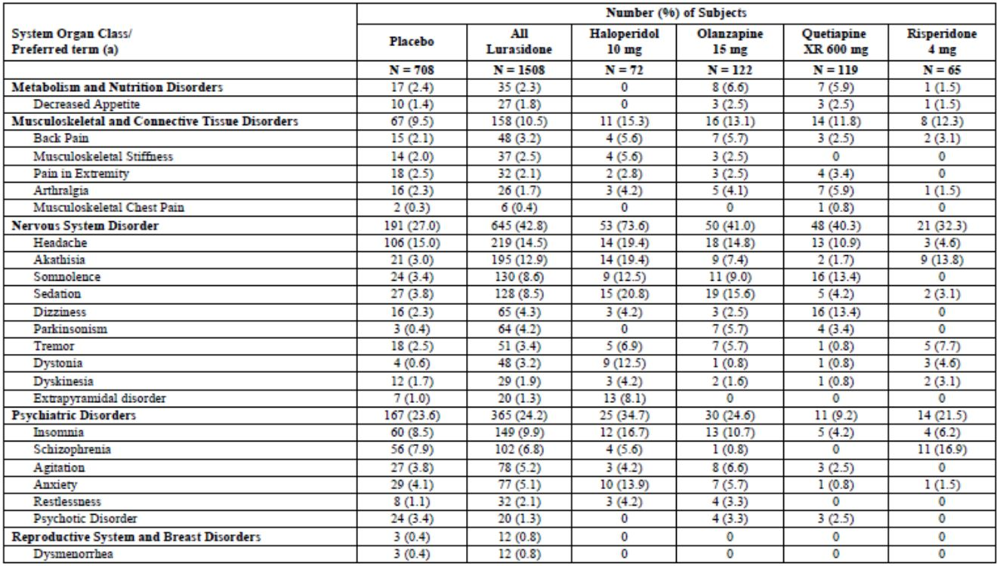 Number (%) of Subjects
System Organ Class/ Preferred term (a) Placebo All Lurasidone Haloperidol 10 mg Olanzapine 15 mg Quetiapine XR 600 mg Risperidone 4 mg
N = 708 N = 1508 N = 72 N = 122 N = 119 N = 65
Metabolism and Nutrition Disorders 17 (2.4) 35 (2.3) 0 8 (6.6) 7 (5.9) 1 (1.5)
Decreased Appetite 10 (1.4) 27 (1.8) 0 3 (2.5) 3 (2.5) 1 (1.5)
Musculoskeletal and Connective Tissue Disorders 67 (9.5) 158 (10.5) 11 (15.3) 16 (13.1) 14 (11.8) 8 (12.3)
Back Pain 15 (2.1) 48 (3.2) 4 (5.6) 7 (5.7) 3 (2.5) 2 (3.1)
Musculoskeletal Stiffness 14 (2.0) 37 (2.5) 4 (5.6) 3 (2.5) 0 0
Pain in Extremity 18 (2.5) 32 (2.1) 2 (2.8) 3 (2.5) 4 (3.4) 0
Arthralgia 16 (2.3) 26 (1.7) 3 (4.2) 5 (4.1) 7 (5.9) 1 (1.5)
Musculoskeletal Chest Pain 2 (0.3) 6 (0.4) 0 0 1 (0.8) 0
Nervous System Disorder 191 (27.0) 645 (42.8) 53 (73.6) 50 (41.0) 48 (40.3) 21 (32.3)
Headache 106 (15.0) 219 (14.5) 14 (19.4) 18 (14.8) 13 (10.9) 3 (4.6)
Akathisia 21 (3.0) 195 (12.9) 14 (19.4) 9 (7.4) 2 (1.7) 9 (13.8)
Somnolence 24 (3.4) 130 (8.6) 9 (12.5) 11 (9.0) 16 (13.4) 0
Sedation 27 (3.8) 128 (8.5) 15 (20.8) 19 (15.6) 5 (4.2) 2 (3.1)
Dizziness 16 (2.3) 65 (4.3) 3 (4.2) 3 (2.5) 16 (13.4) 0
Parkinsonism 3 (0.4) 64 (4.2) 0 7 (5.7) 4 (3.4) 0
Tremor 18 (2.5) 51 (3.4) 5 (6.9) 7 (5.7) 1 (0.8) 5 (7.7)
Dystonia 4 (0.6) 48 (3.2) 9 (12.5) 1 (0.8) 1 (0.8) 3 (4.6)
Dyskinesia 12 (1.7) 29 (1.9) 3 (4.2) 2 (1.6) 1 (0.8) 2 (3.1)
Extrapyramidal disorder 7 (1.0) 20 (1.3) 13 (8.1) 0 0 0
Psychiatric Disorders 167 (23.6) 365 (24.2) 25 (34.7) 30 (24.6) 11 (9.2) 14 (21.5)
Insomnia 60 (8.5) 149 (9.9) 12 (16.7) 13 (10.7) 5 (4.2) 4 (6.2)
Schizophrenia 56 (7.9) 102 (6.8) 4 (5.6) 1 (0.8) 0 11 (16.9)
Agitation 27 (3.8) 78 (5.2) 3 (4.2) 8 (6.6) 3 (2.5) 0
Anxiety 29 (4.1) 77 (5.1) 10 (13.9) 7 (5.7) 1 (0.8) 1 (1.5)
Restlessness 8 (1.1) 32 (2.1) 3 (4.2) 4 (3.3) 0 0
Psychotic Disorder 24 (3.4) 20 (1.3) 0 4 (3.3) 3 (2.5) 0
Reproductive System and Breast Disorders 3 (0.4) 12 (0.8) 0 0 0 0
Dysmenorrhea 3 (0.4) 12 (0.8) 0 0 0 0